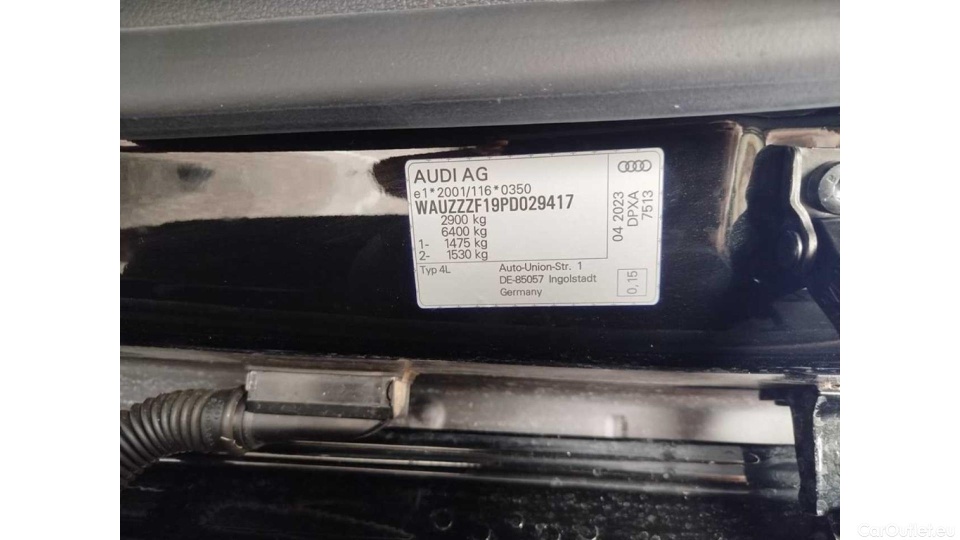 AUDI AG
e1*2001/116*0350
WAUZZZF19PD029417
2900 kg
6400 kg
1- 1475 kg
2- 1530 kg
Typ 4L
Auto-Union-Str. 1
DE-85057 Ingolstadt
Germany
04 2023
DPXA
7513
0,15
CarOutlet.eu